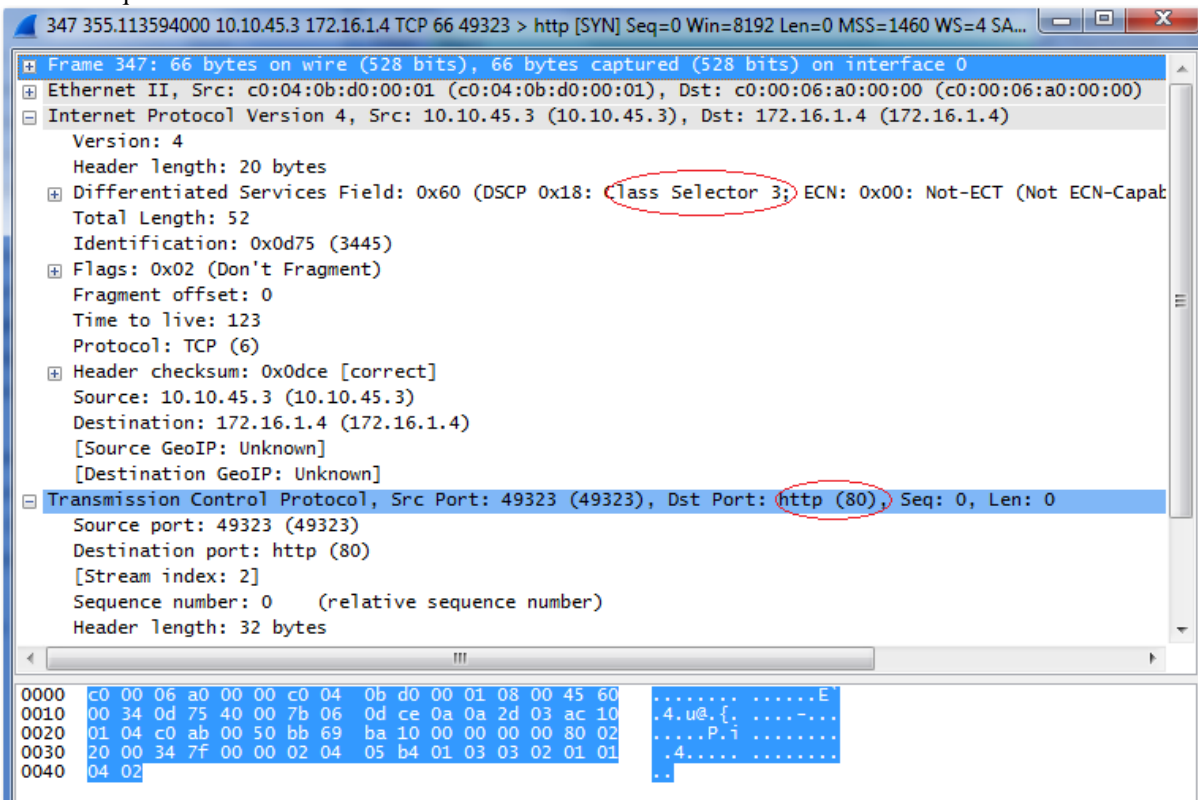 347 355.113594000 10.10.45.3 172.16.1.4 TCP 66 49323 > http [SYN] Seq=0 Win=8192 Len=0 MSS=1460 WS=4 SA...
Frame 347: 66 bytes on wire (528 bits), 66 bytes captured (528 bits) on interface 0
Ethernet II, Src: c0:04:0b:d0:00:01 (c0:04:0b:d0:00:01), Dst: c0:00:06:a0:00:00 (c0:00:06:a0:00:00)
Internet Protocol Version 4, Src: 10.10.45.3 (10.10.45.3), Dst: 172.16.1.4 (172.16.1.4)
Version: 4
Header length: 20 bytes
Differentiated Services Field: 0x60 (DSCP 0x18: Class Selector 3; ECN: 0x00: Not-ECT (Not ECN-Capab
Total Length: 52
Identification: 0x0d75 (3445)
Flags: 0x02 (Don't Fragment)
Fragment offset: 0
Time to live: 123
Protocol: TCP (6)
Header checksum: 0x0dce [correct]
Source: 10.10.45.3 (10.10.45.3)
Destination: 172.16.1.4 (172.16.1.4)
[Source GeoIP: Unknown]
[Destination GeoIP: Unknown]
Transmission Control Protocol, Src Port: 49323 (49323), Dst Port: http (80), Seq: 0, Len: 0
Source port: 49323 (49323)
Destination port: http (80)
[Stream index: 2]
Sequence number: 0    (relative sequence number)
Header length: 32 bytes
0000  c0 00 06 a0 00 00 c0 04  0b d0 00 01 08 00 45 60  ........ ......E`
0010  00 34 0d 75 40 00 7b 06  0d ce 0a 0a 2d 03 ac 10  .4.u@.{. ....-...
0020  01 04 c0 ab 00 50 bb 69  ba 10 00 00 00 00 80 02  .....P.i ........
0030  20 00 34 7f 00 00 02 04  05 b4 01 03 03 02 01 01   .4..... ........
0040  04 02  ..